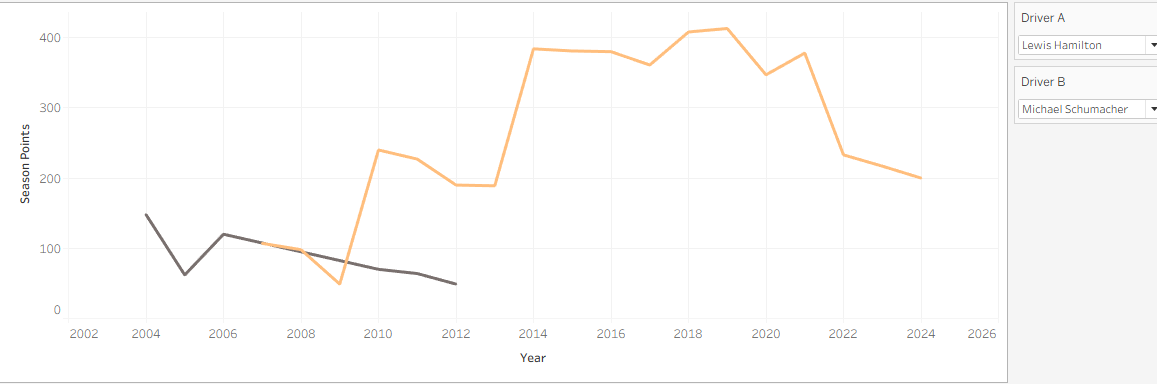 400
300
200
100
0
Season Points
2002 2004 2006 2008 2010 2012 2014 2016 2018 2020 2022 2024 2026
Year
Driver A
Lewis Hamilton
Driver B
Michael Schumacher